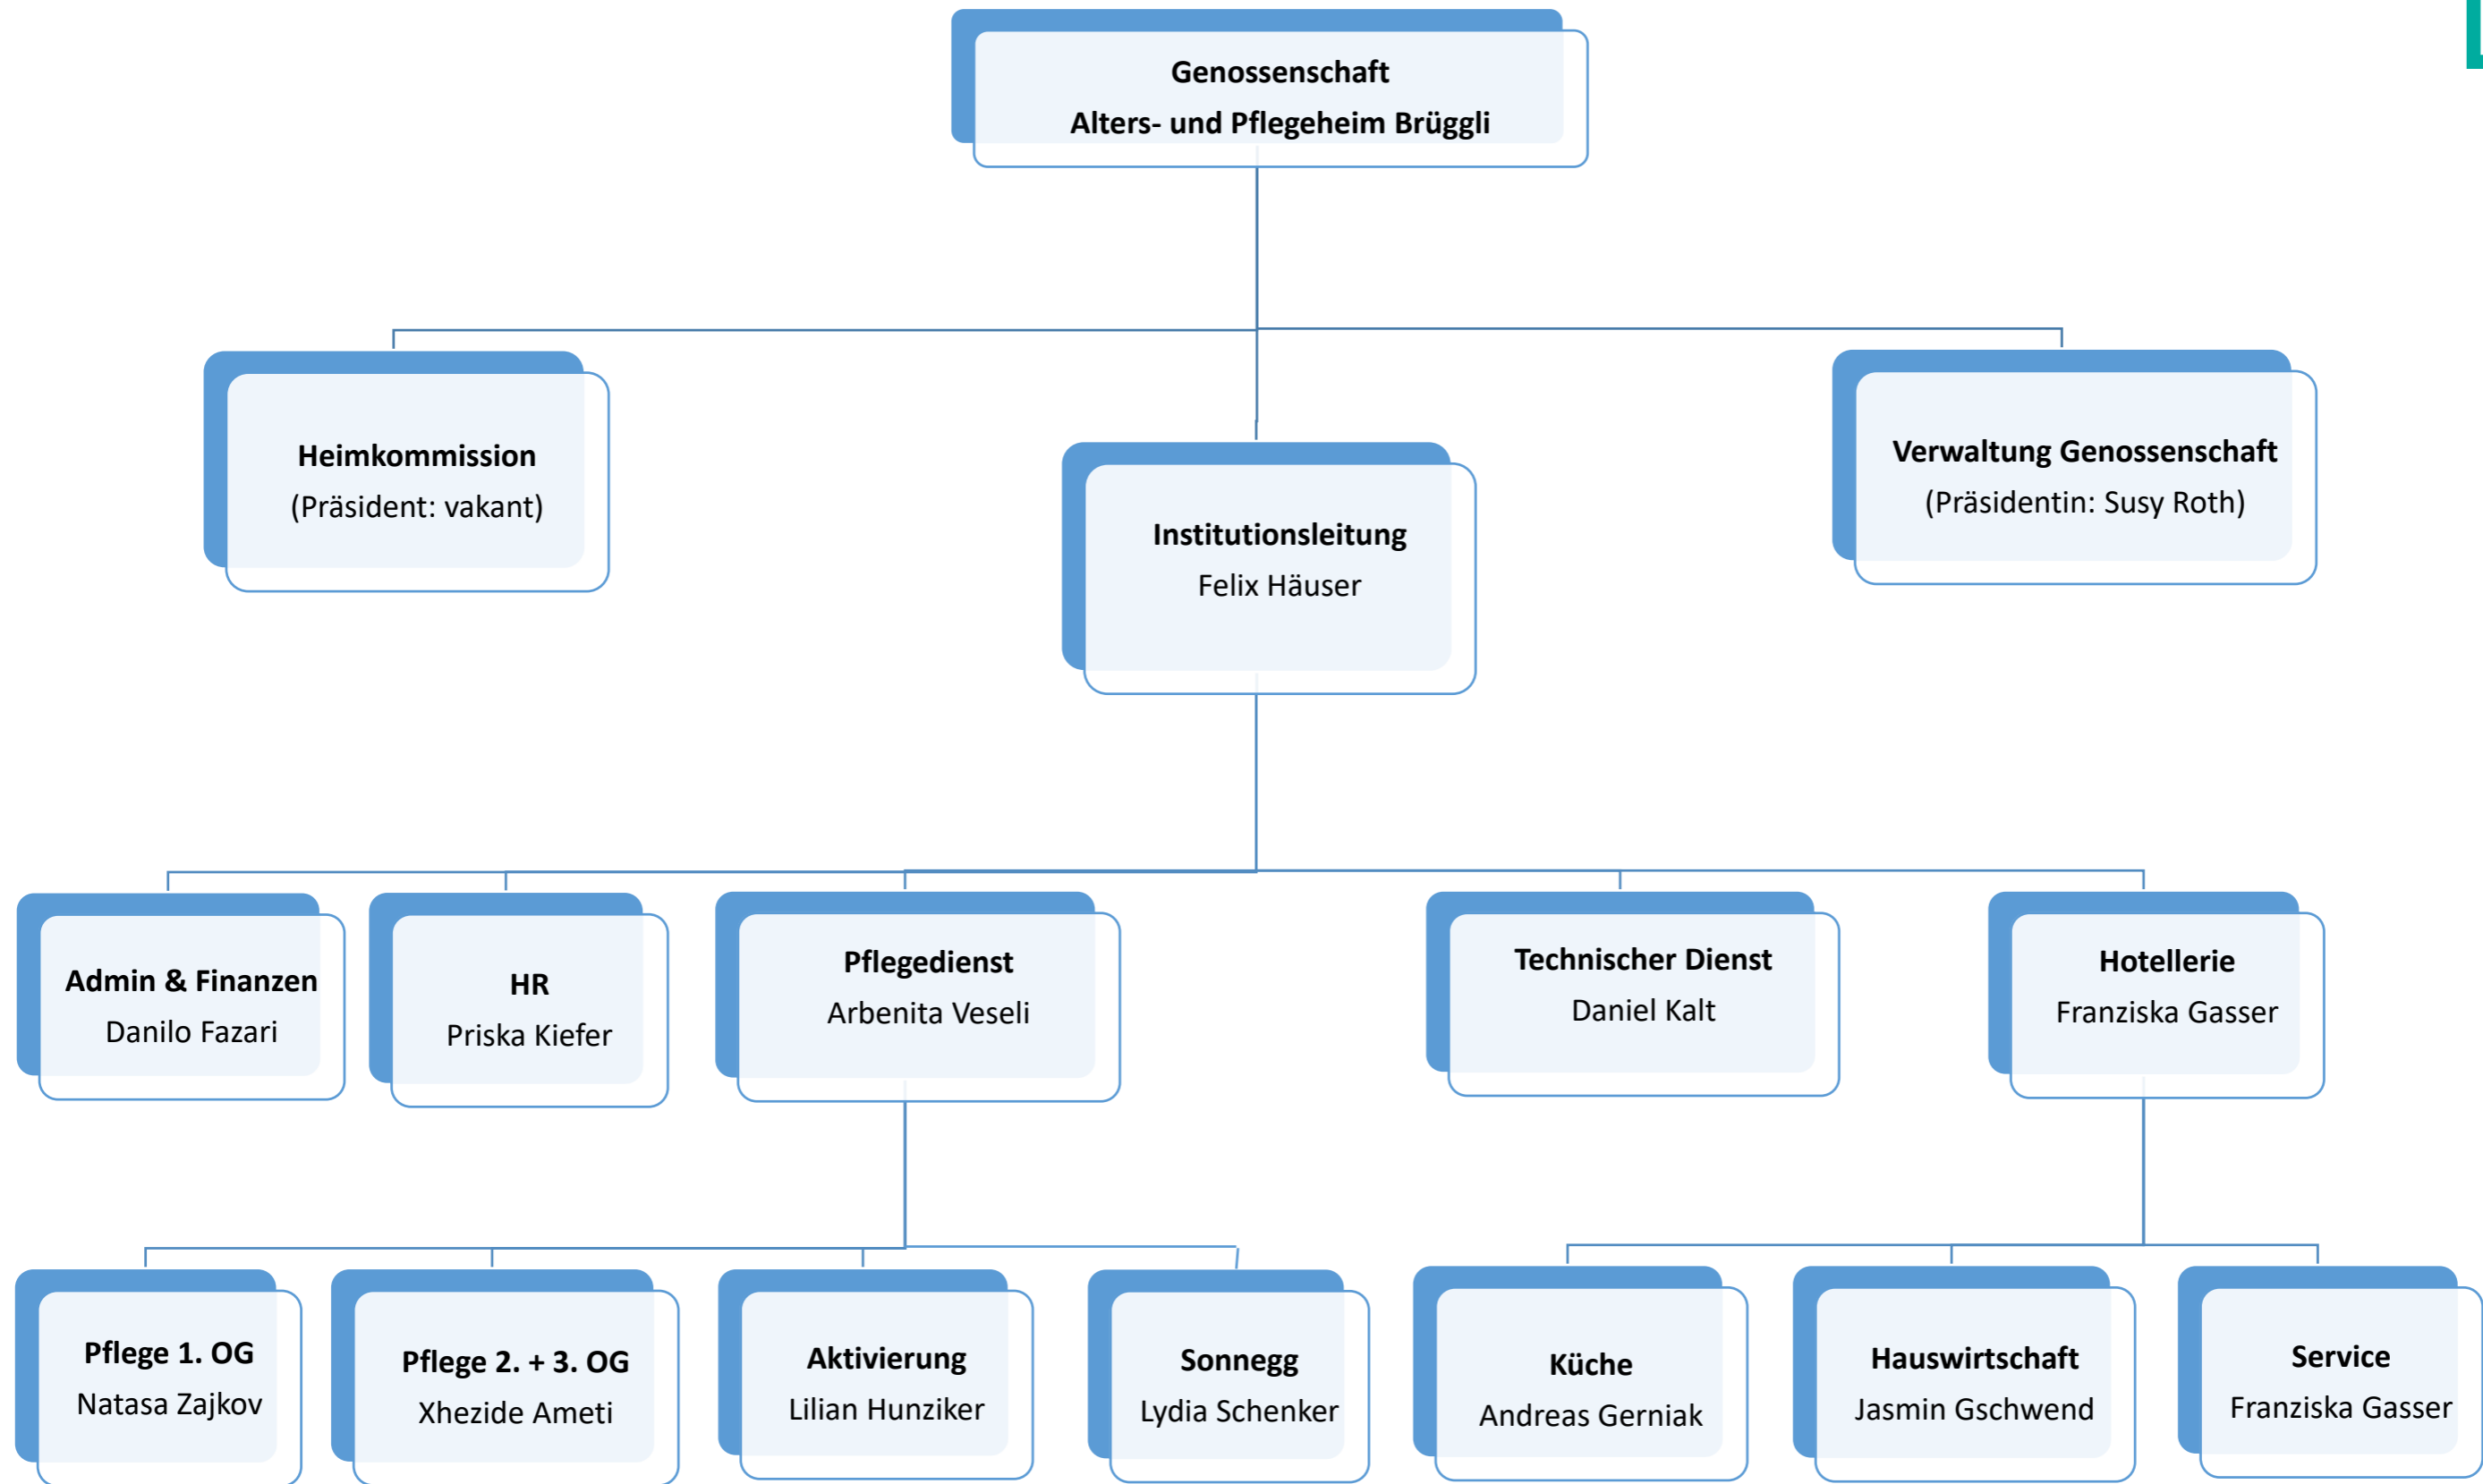 Genossenschaft
Alters- und Pflegeheim Brüggli
Heimkommission
(Präsident: vakant)
Institutionsleitung
Felix Häuser
Verwaltung Genossenschaft
(Präsidentin: Susy Roth)
Admin & Finanzen
Danilo Fazari
HR
Priska Kiefer
Pflegedienst
Arbenita Veseli
Technischer Dienst
Daniel Kalt
Hotellerie
Franziska Gasser
Pflege 1. OG
Natasa Zajkov
Pflege 2. + 3. OG
Xhezide Ameti
Aktivierung
Lilian Hunziker
Sonnegg
Lydia Schenker
Küche
Andreas Gerniak
Hauswirtschaft
Jasmin Gschwend
Service
Franziska Gasser